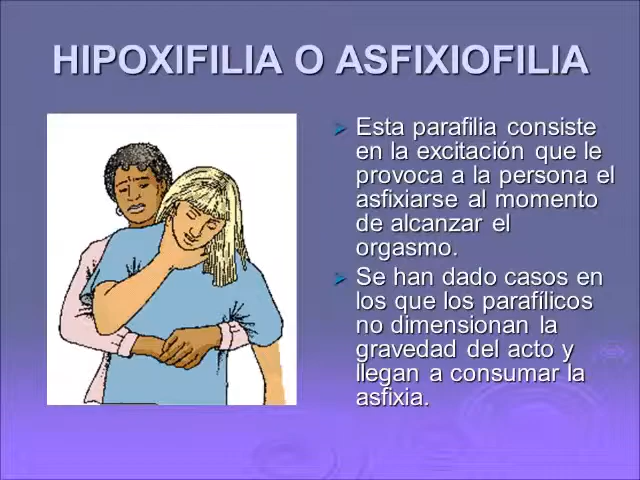 HIPOXIFILIA O ASFIXIOFILIA
Esta parafilia consiste
en la excitación que le
provoca a la persona el
asfixiarse al momento
de alcanzar el
orgasmo.
Se han dado casos en
los que los parafílicos
no dimensionan la
gravedad del acto y
llegan a consumar la
asfixia.